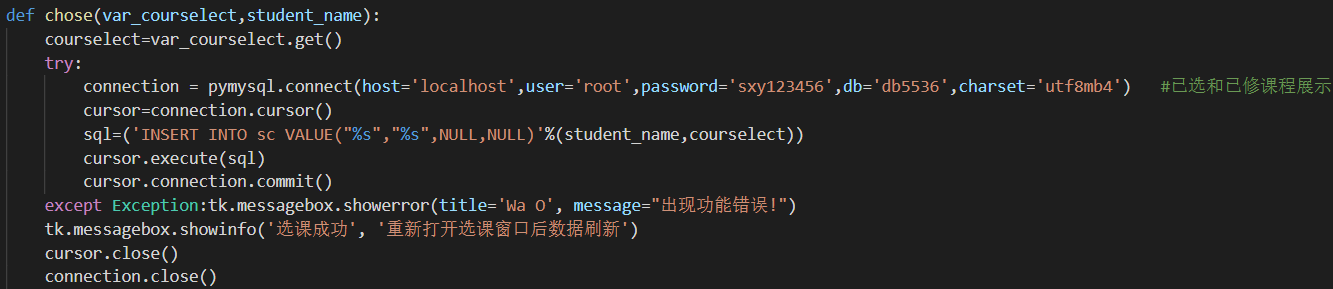 def chose(var_courselect,student_name):
    courselect=var_courselect.get()
    try:
        connection = pymysql.connect(host='localhost',user='root',password='sxy123456',db='db5536',charset='utf8mb4')   #已选和已修课程展示
        cursor=connection.cursor()
        sql=('INSERT INTO sc VALUE("%s","%s",NULL,NULL)'%(student_name,courselect))
        cursor.execute(sql)
        cursor.connection.commit()
    except Exception:tk.messagebox.showerror(title='Wa O', message="出现功能错误!")
    tk.messagebox.showinfo('选课成功', '重新打开选课窗口后数据刷新')
    cursor.close()
    connection.close()